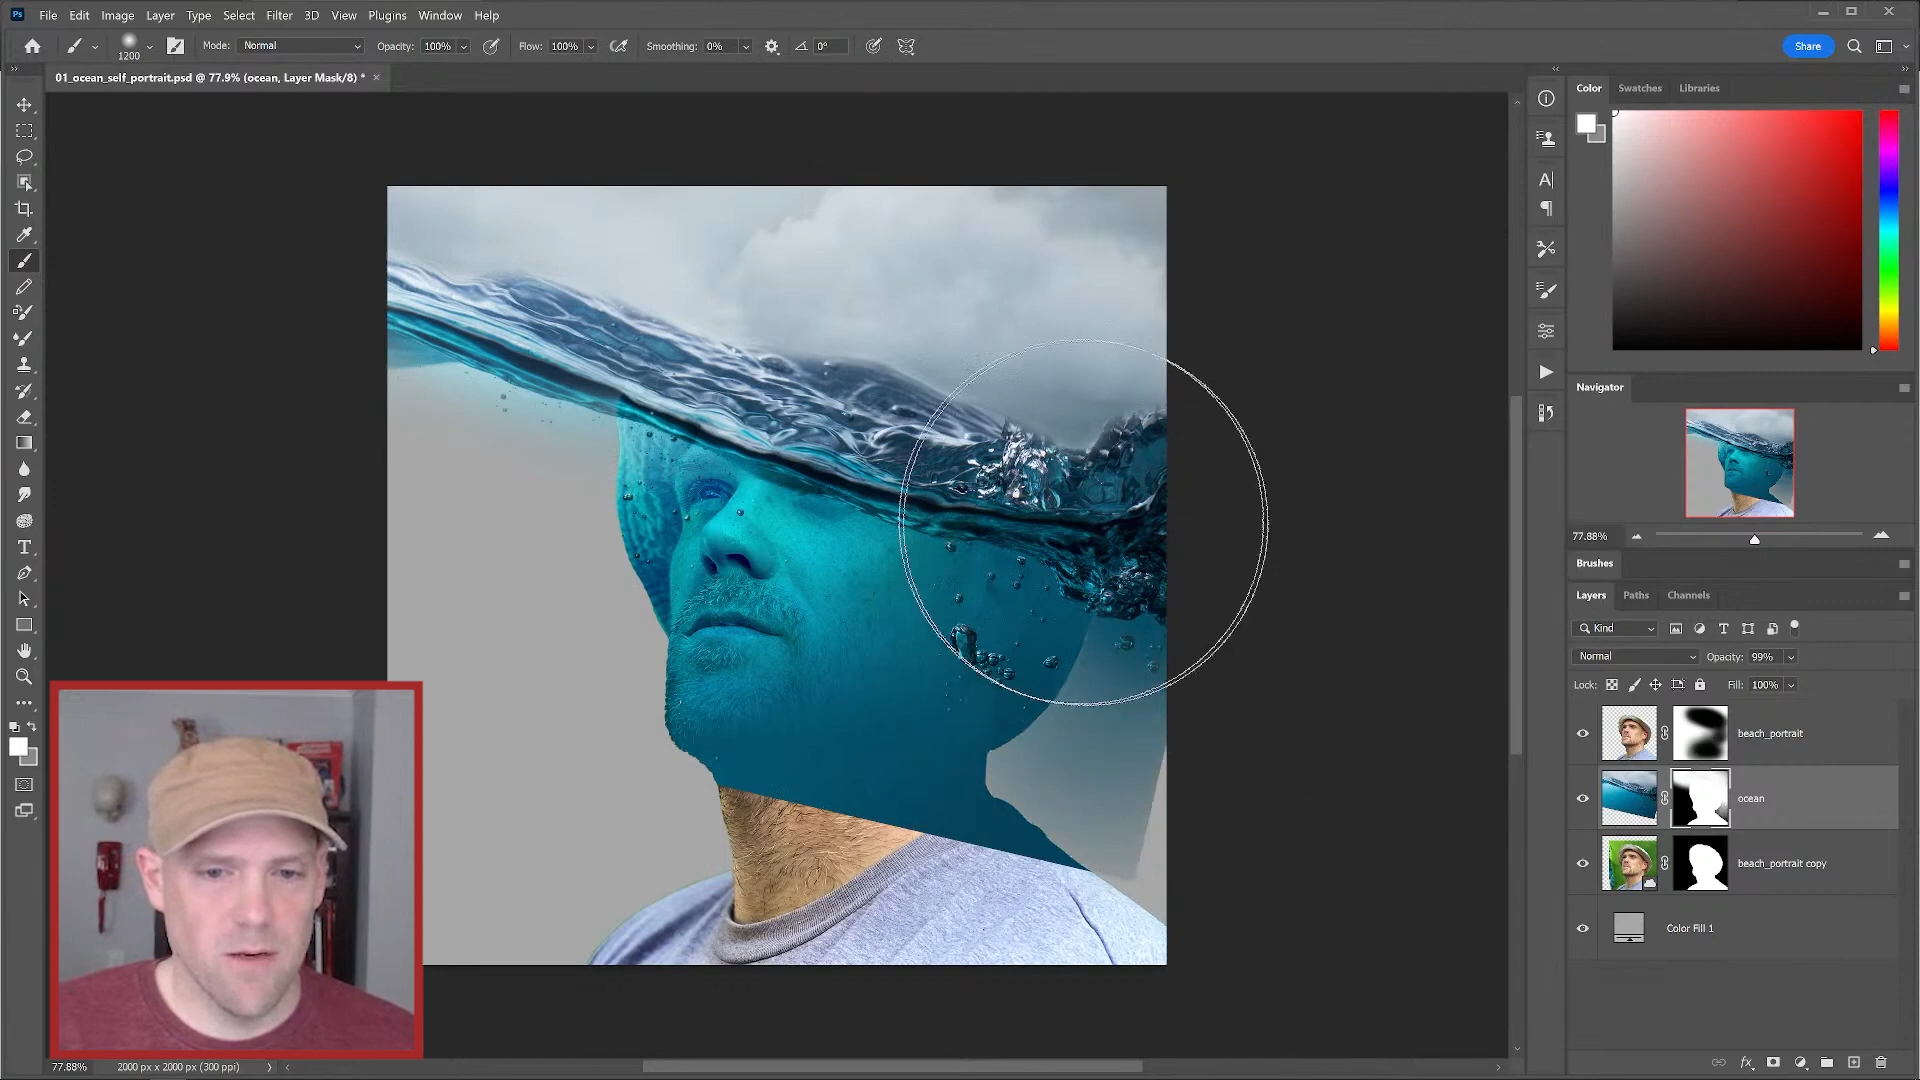 Ps File Edit Image Layer Type Select Filter 3D View Plugins Window Help
1200 Mode: Normal Opacity: 100% Flow: 100% Smoothing: 0% 0° Share
01_ocean_self_portrait.psd @ 77.9% (ocean, Layer Mask/8) * ×
Color Swatches Libraries
Navigator
77.88%
Brushes
Layers Paths Channels
Kind
Normal Opacity: 99%
Lock: Fill: 100%
beach_portrait
ocean
beach_portrait copy
Color Fill 1
77.88% 2000 px x 2000 px (300 ppi)
fx